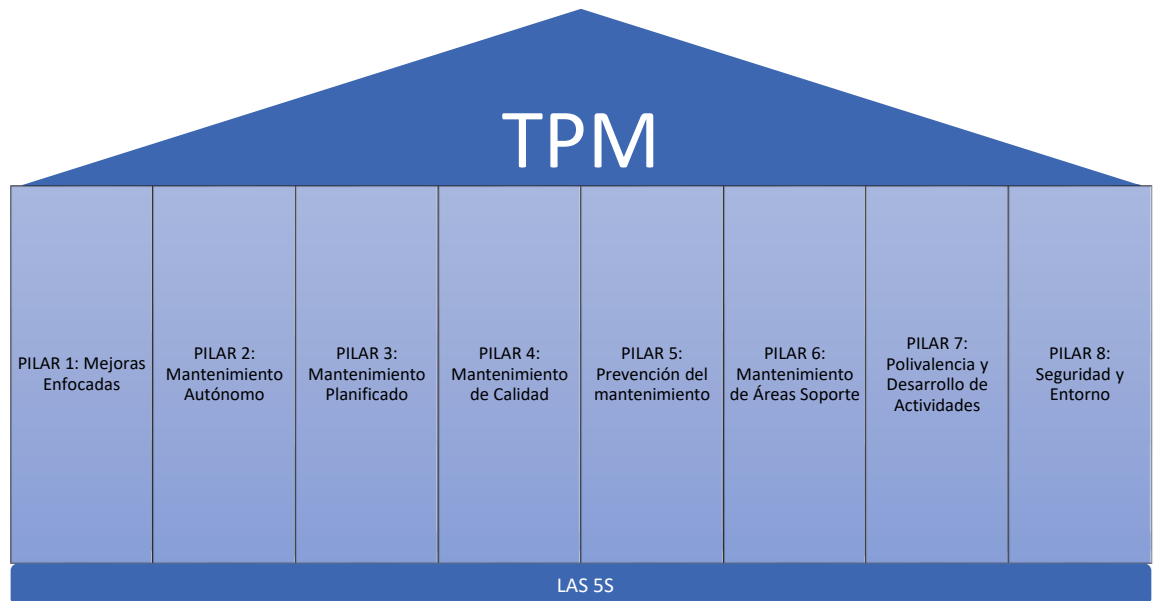 TPM
PILAR 1: Mejoras
Enfocadas
PILAR 2:
Mantenimiento
Autónomo
PILAR 3:
Mantenimiento
Planificado
PILAR 4:
Mantenimiento
de Calidad
PILAR 5:
Prevención del
mantenimiento
PILAR 6:
Mantenimiento
de Áreas Soporte
PILAR 7:
Polivalencia y
Desarrollo de
Actividades
PILAR 8:
Seguridad y
Entorno
LAS 5S